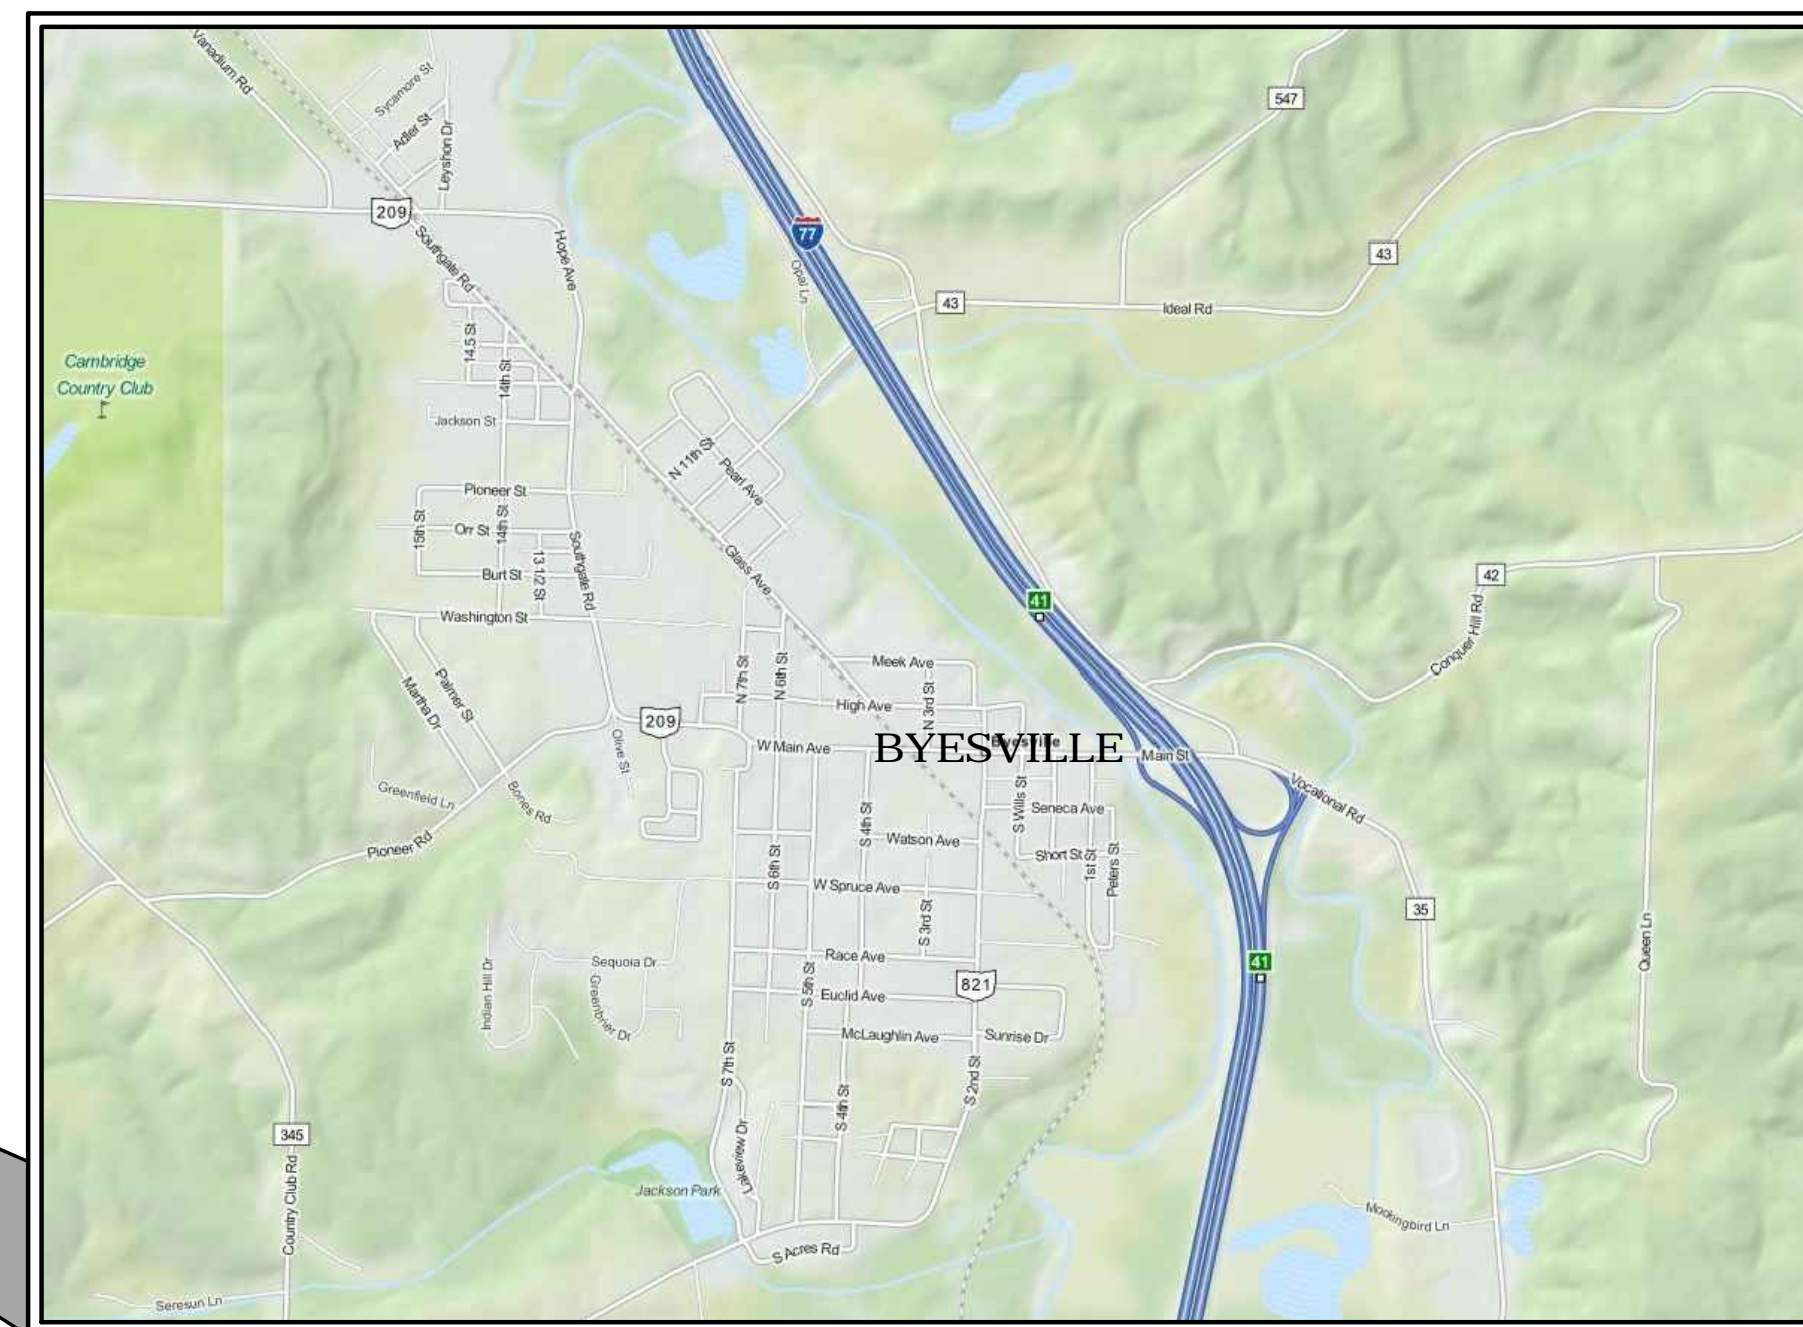 Vanadium Rd
Sycamore St
Adler St
Leyshon Dr
547
209
Southgate Rd
Hope Ave
77
Opal Ln
43
43
Ideal Rd
14.5 St
14th St
Cambridge
Country Club
Jackson St
N 11th St
Pearl Ave
Pioneer St
15th St
Orr St
14th St
13 1/2 St
Southgate Rd
Burt St
Glass Ave
Washington St
41
42
Conquer Hill Rd
Martha Dr
Palmer St
N 7th St
N 6th St
Meek Ave
N 3rd St
High Ave
209
Olive St
W Main Ave
Byesville
BYESVILLE
Main St
Vocational Rd
Greenfield Ln
Bones Rd
Pioneer Rd
S 4th St
S Wills St
Seneca Ave
Watson Ave
Short St
1st St
Peters St
S 6th St
W Spruce Ave
S 3rd St
35
Queen Ln
Indian Hill Dr
Sequoia Dr
Greenbrier Dr
Race Ave
S 5th St
Euclid Ave
821
41
McLaughlin Ave
Sunrise Dr
S 7th St
S 2nd St
S 4th St
345
Country Club Rd
Lakeview Dr
Jackson Park
S Acres Rd
Mockingbird Ln
Seresun Ln